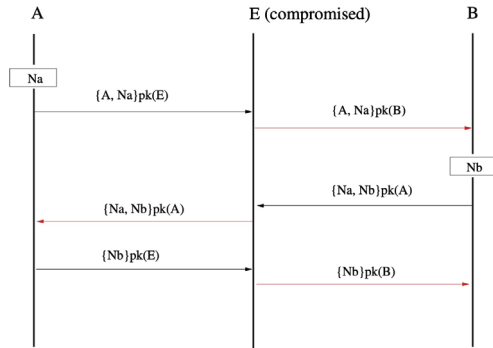 A
E (compromised)
B
Na
{A, Na}pk(E)
{A, Na}pk(B)
Nb
{Na, Nb}pk(A)
{Na, Nb}pk(A)
{Nb}pk(E)
{Nb}pk(B)